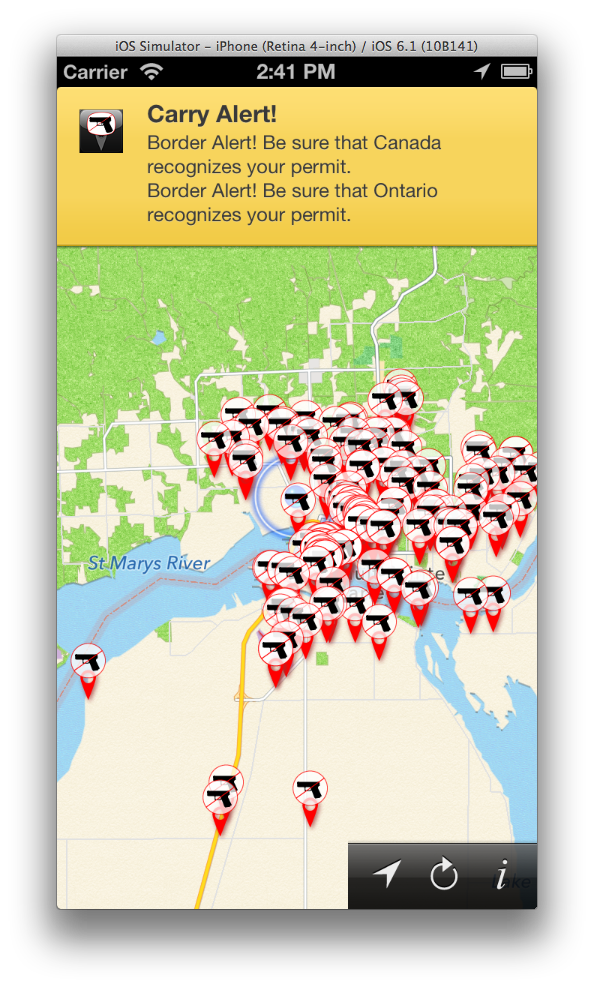 iOS Simulator – iPhone (Retina 4-inch) / iOS 6.1 (10B141)
Carrier
2:41 PM
Carry Alert!
Border Alert! Be sure that Canada
recognizes your permit.
Border Alert! Be sure that Ontario
recognizes your permit.
St Marys River
i